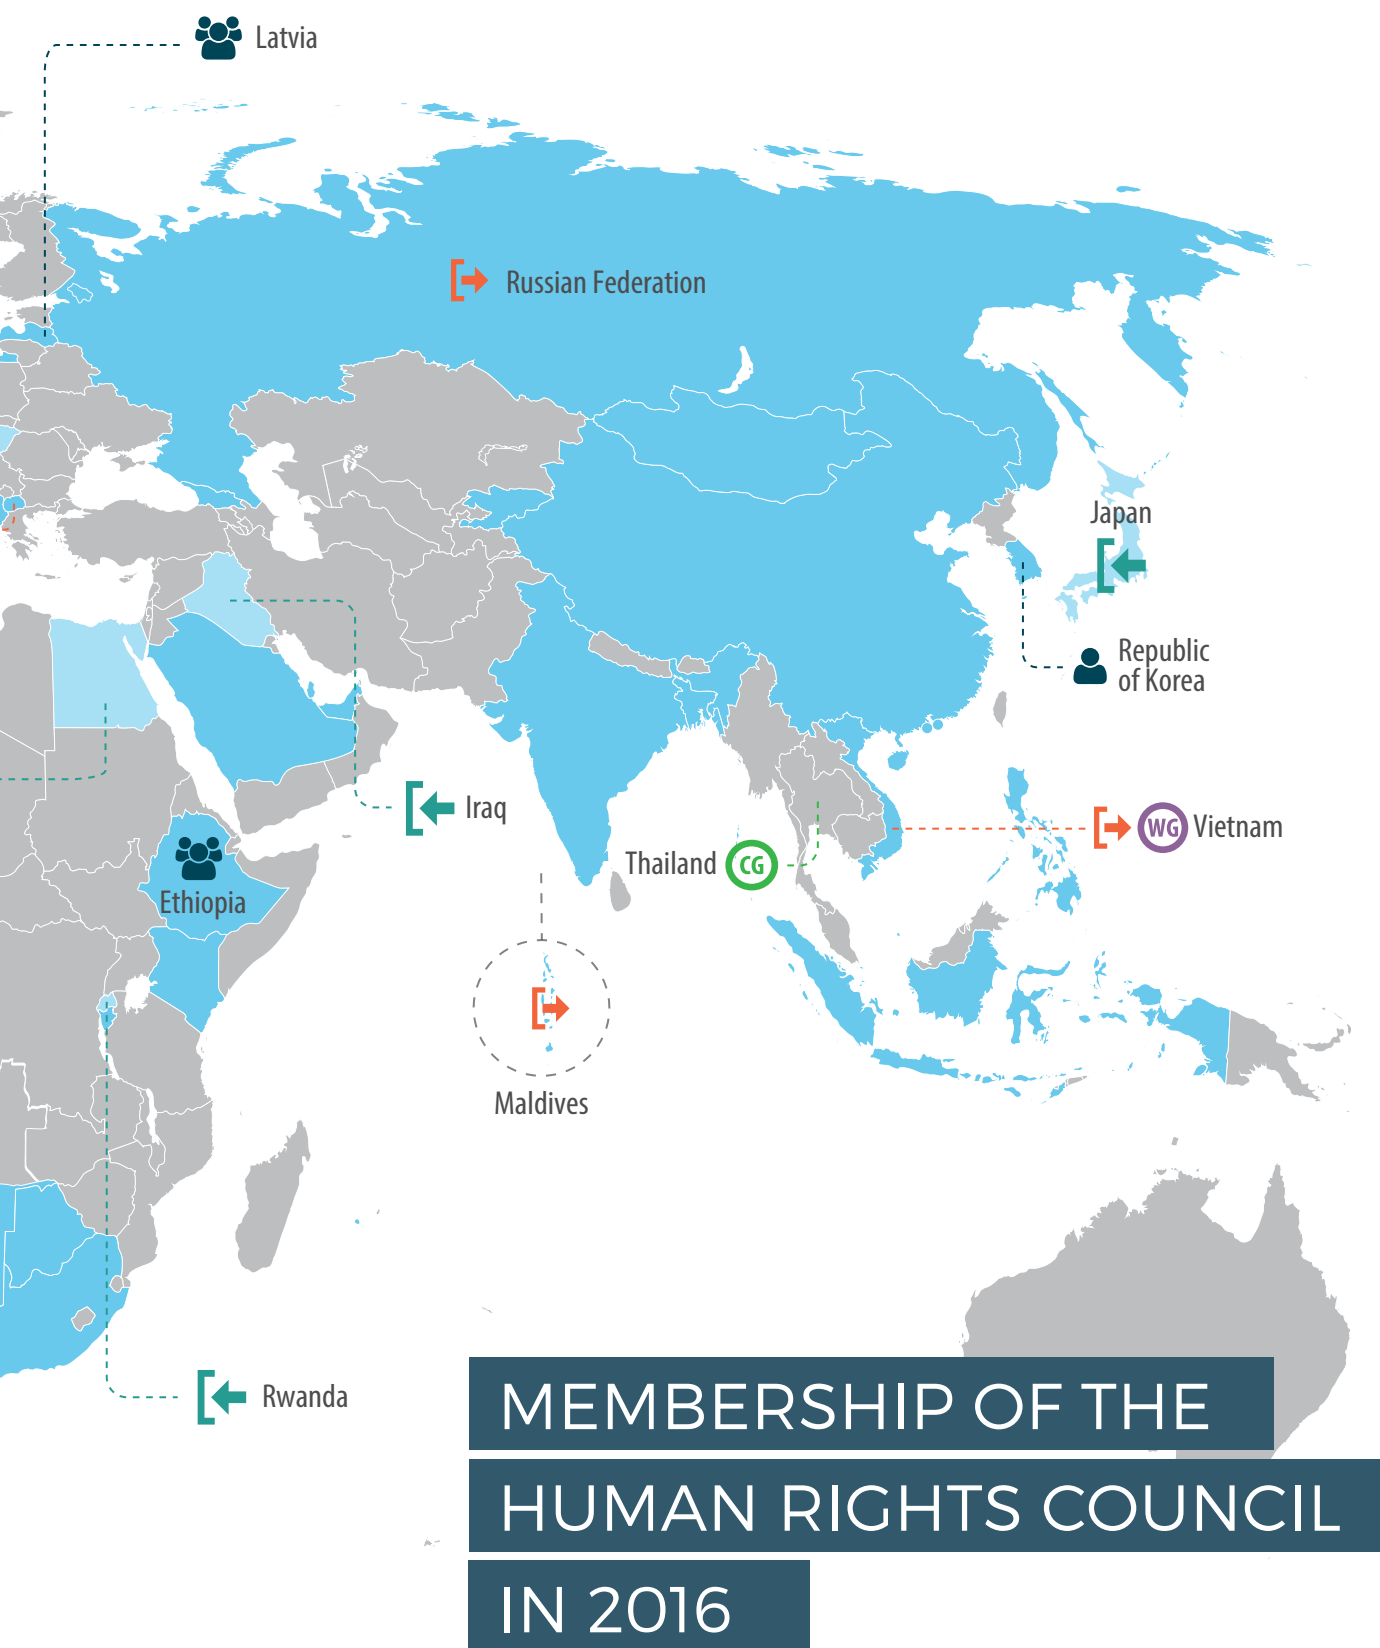 Latvia
Russian Federation
Japan
Republic
of Korea
Iraq
WG Vietnam
Thailand CG
Ethiopia
Maldives
Rwanda
MEMBERSHIP OF THE
HUMAN RIGHTS COUNCIL
IN 2016